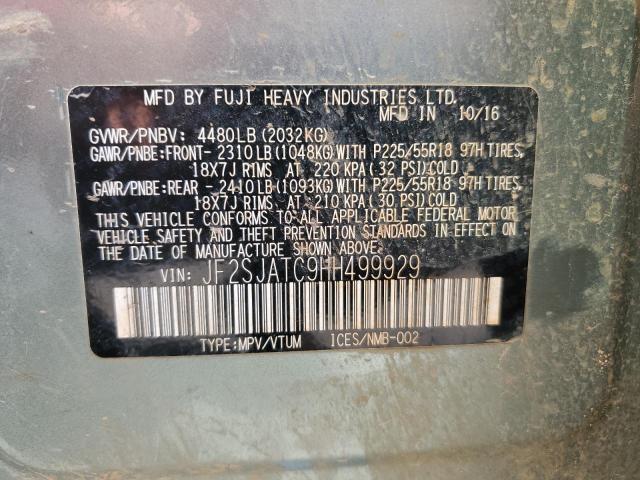 MFD BY FUJI HEAVY INDUSTRIES LTD.
MFD IN 10/16
GVWR/PNBV: 4480LB(2032KG)
GAWR/PNBE:FRONT-2310LB(1048KG)WITH P225/55R18 97H TIRES,
18X7J RIMS AT 220 KPA(32 PSI)COLD
GAWR/PNBE:REAR -2410LB(1093KG)WITH P225/55R18 97H TIRES,
18X7J RIMS AT 210 KPA(30 PSI)COLD
THIS VEHICLE CONFORMS TO ALL APPLICABLE FEDERAL MOTOR
VEHICLE SAFETY AND THEFT PREVENTION STANDARDS IN EFFECT ON
THE DATE OF MANUFACTURE SHOWN ABOVE.
VIN: JF2SJATC9HH499929
TYPE:MPV/VTUM ICES/NMB-002